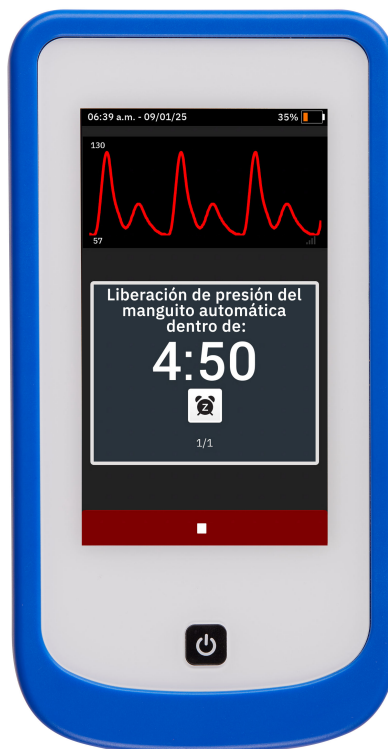 06:39 a.m. - 09/01/25 35%
130
57
Liberación de presión del
manguito automática
dentro de:
4:50
Z
1/1